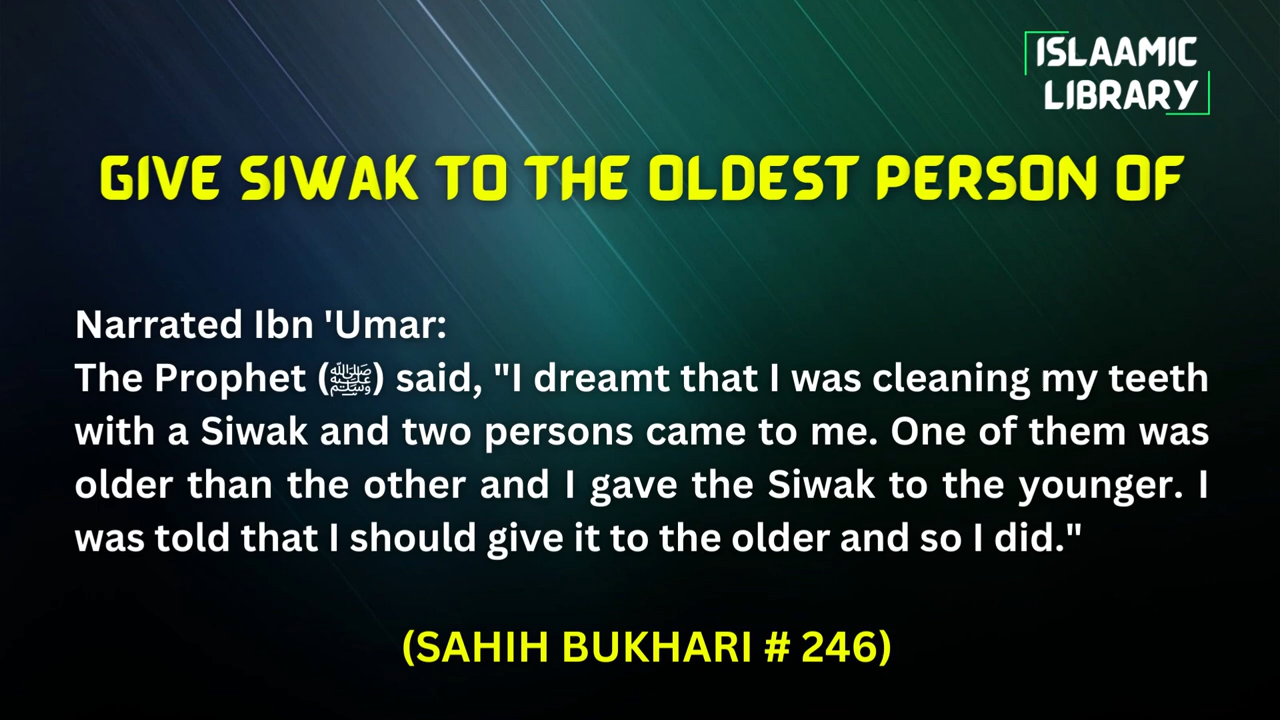 ISLAAMIC
LIBRARY
GIVE SIWAK TO THE OLDEST PERSON OF
Narrated Ibn 'Umar:
The Prophet (ﷺ) said, "I dreamt that I was cleaning my teeth
with a Siwak and two persons came to me. One of them was
older than the other and I gave the Siwak to the younger. I
was told that I should give it to the older and so I did."
(SAHIH BUKHARI # 246)